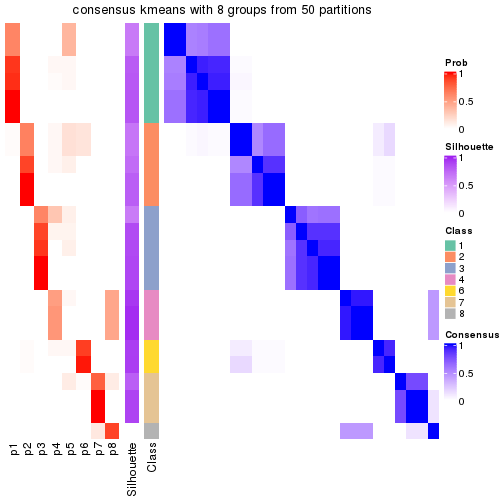 consensus kmeans with 8 groups from 50 partitions
Prob
1
0.5
0
Silhouette
1
0.5
0
Class
1
2
3
4
6
7
8
Consensus
1
0.5
0
p1
p2
p3
p4
p5
p6
p7
p8
Silhouette
Class